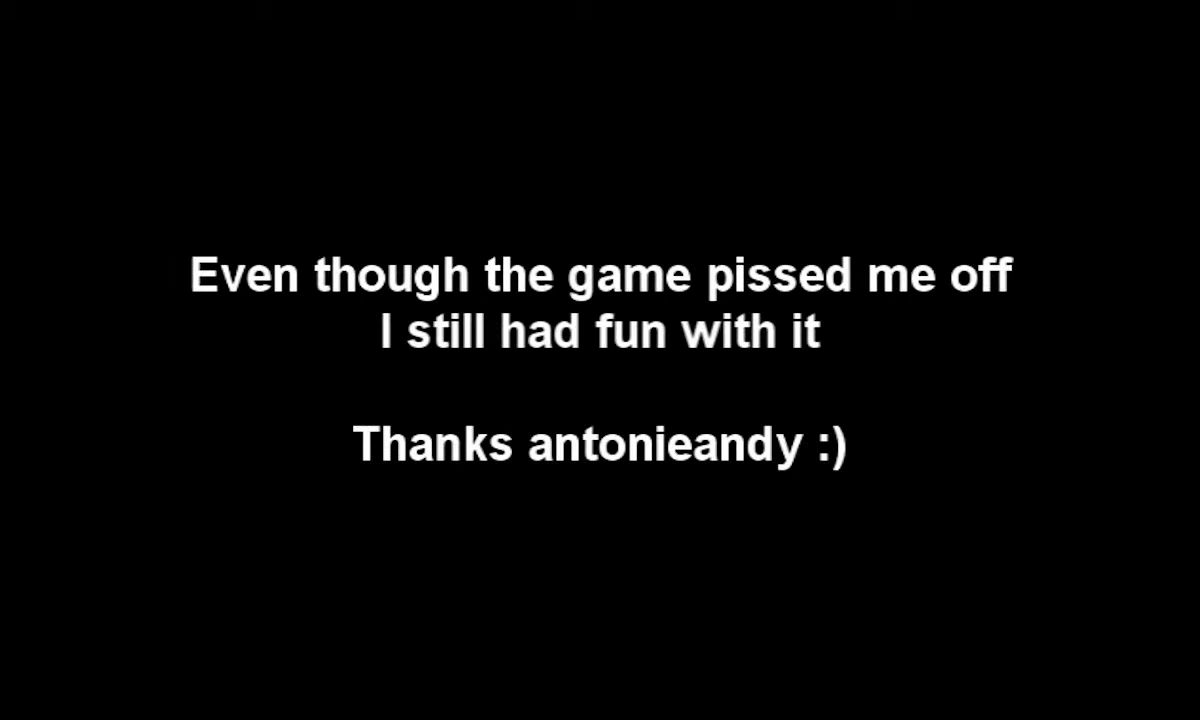 Even though the game pissed me off
I still had fun with it
Thanks antonieandy :)